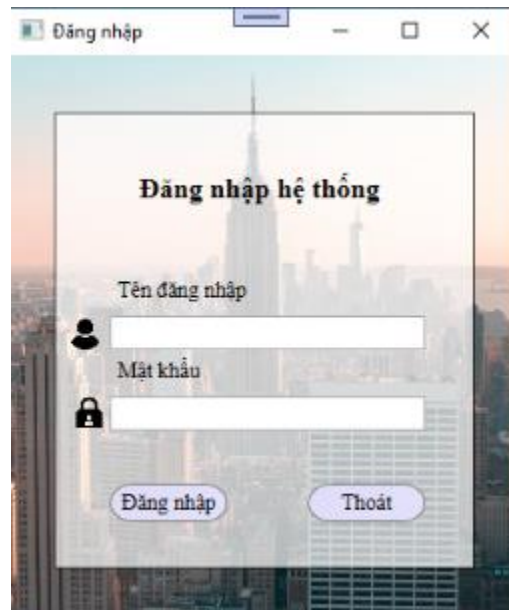 Đăng nhập
Đăng nhập hệ thống
Tên đăng nhập
Mật khẩu
Đăng nhập
Thoát